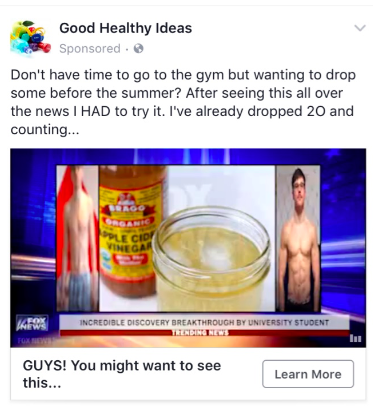 Good Healthy Ideas
Sponsored ·
Don't have time to go to the gym but wanting to drop
some before the summer? After seeing this all over
the news I HAD to try it. I've already dropped 2O and
counting...
BRAGG
ORGANIC
APPLE CIDER
VINEGAR
FOX
NEWS
INCREDIBLE DISCOVERY BREAKTHROUGH BY UNIVERSITY STUDENT
TRENDING NEWS
GUYS! You might want to see
this...
Learn More